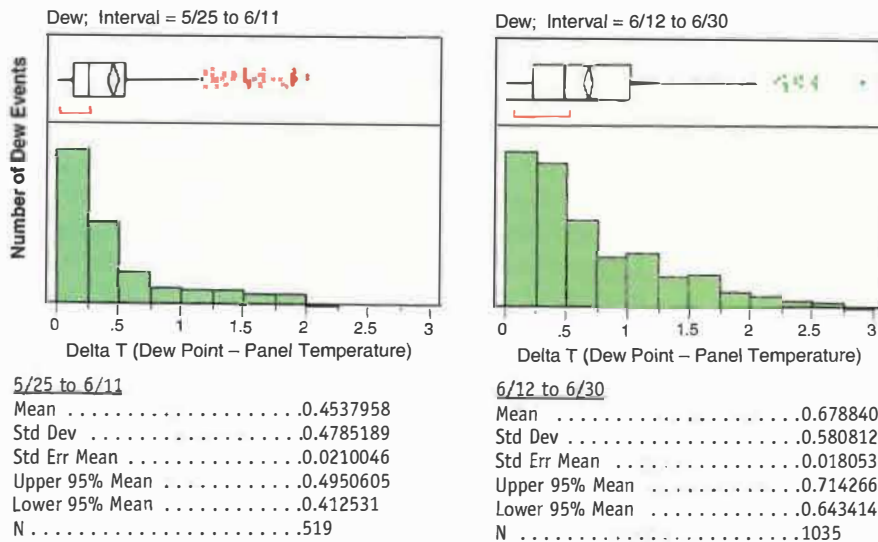 Dew; Interval = 5/25 to 6/11
Number of Dew Events
0 .5 1 1.5 2 2.5 3
Delta T (Dew Point – Panel Temperature)
5/25 to 6/11
Mean . . . . . . . . . . . . . . . . . . . . . .0.4537958
Std Dev . . . . . . . . . . . . . . . . . . . .0.4785189
Std Err Mean . . . . . . . . . . . . . . . .0.0210046
Upper 95% Mean . . . . . . . . . . . . .0.4950605
Lower 95% Mean . . . . . . . . . . . . .0.412531
N . . . . . . . . . . . . . . . . . . . . . . . . .519
Dew; Interval = 6/12 to 6/30
0 .5 1 1.5 2 2.5 3
Delta T (Dew Point – Panel Temperature)
6/12 to 6/30
Mean . . . . . . . . . . . . . . . . . . . . . .0.678840
Std Dev . . . . . . . . . . . . . . . . . . . .0.580812
Std Err Mean . . . . . . . . . . . . . . . .0.018053
Upper 95% Mean . . . . . . . . . . . . .0.714266
Lower 95% Mean . . . . . . . . . . . . .0.643414
N . . . . . . . . . . . . . . . . . . . . . . . . .1035